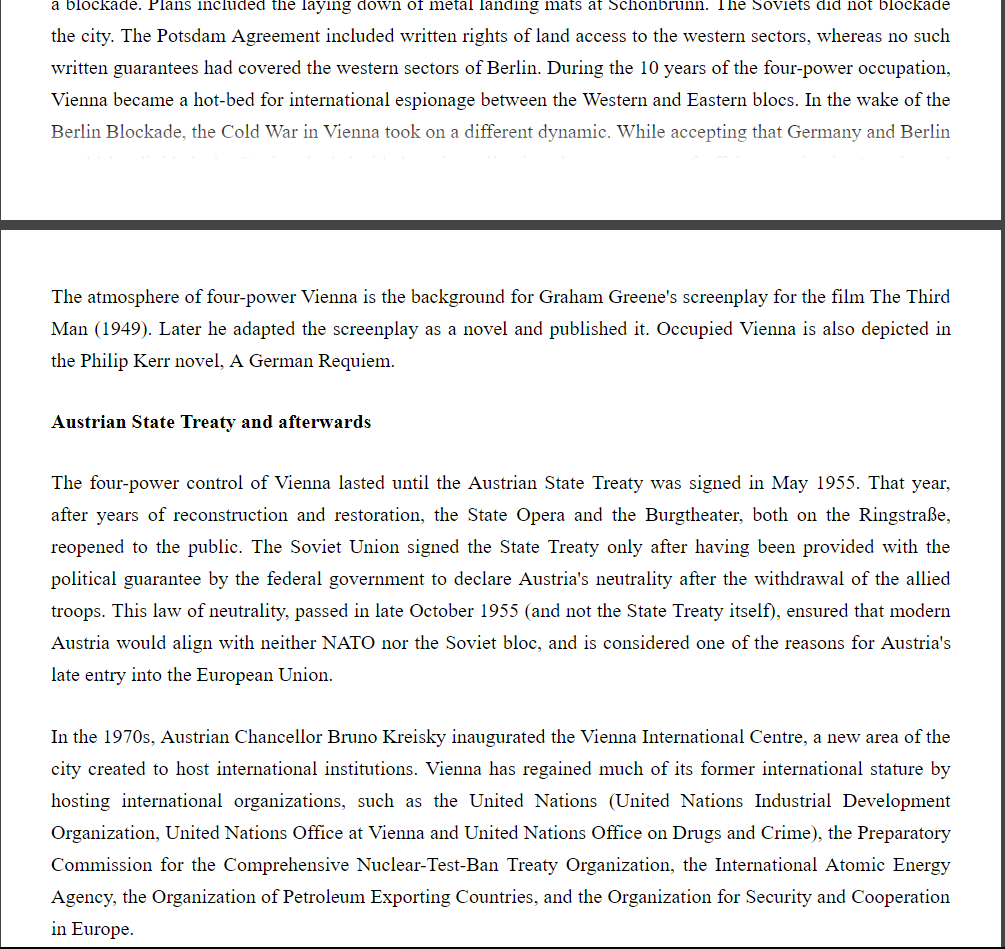 a blockade. Plans included the laying down of metal landing mats at Schönbrunn. The Soviets did not blockade
the city. The Potsdam Agreement included written rights of land access to the western sectors, whereas no such
written guarantees had covered the western sectors of Berlin. During the 10 years of the four-power occupation,
Vienna became a hot-bed for international espionage between the Western and Eastern blocs. In the wake of the
Berlin Blockade, the Cold War in Vienna took on a different dynamic. While accepting that Germany and Berlin
The atmosphere of four-power Vienna is the background for Graham Greene's screenplay for the film The Third
Man (1949). Later he adapted the screenplay as a novel and published it. Occupied Vienna is also depicted in
the Philip Kerr novel, A German Requiem.
Austrian State Treaty and afterwards
The four-power control of Vienna lasted until the Austrian State Treaty was signed in May 1955. That year,
after years of reconstruction and restoration, the State Opera and the Burgtheater, both on the Ringstraße,
reopened to the public. The Soviet Union signed the State Treaty only after having been provided with the
political guarantee by the federal government to declare Austria's neutrality after the withdrawal of the allied
troops. This law of neutrality, passed in late October 1955 (and not the State Treaty itself), ensured that modern
Austria would align with neither NATO nor the Soviet bloc, and is considered one of the reasons for Austria's
late entry into the European Union.
In the 1970s, Austrian Chancellor Bruno Kreisky inaugurated the Vienna International Centre, a new area of the
city created to host international institutions. Vienna has regained much of its former international stature by
hosting international organizations, such as the United Nations (United Nations Industrial Development
Organization, United Nations Office at Vienna and United Nations Office on Drugs and Crime), the Preparatory
Commission for the Comprehensive Nuclear-Test-Ban Treaty Organization, the International Atomic Energy
Agency, the Organization of Petroleum Exporting Countries, and the Organization for Security and Cooperation
in Europe.